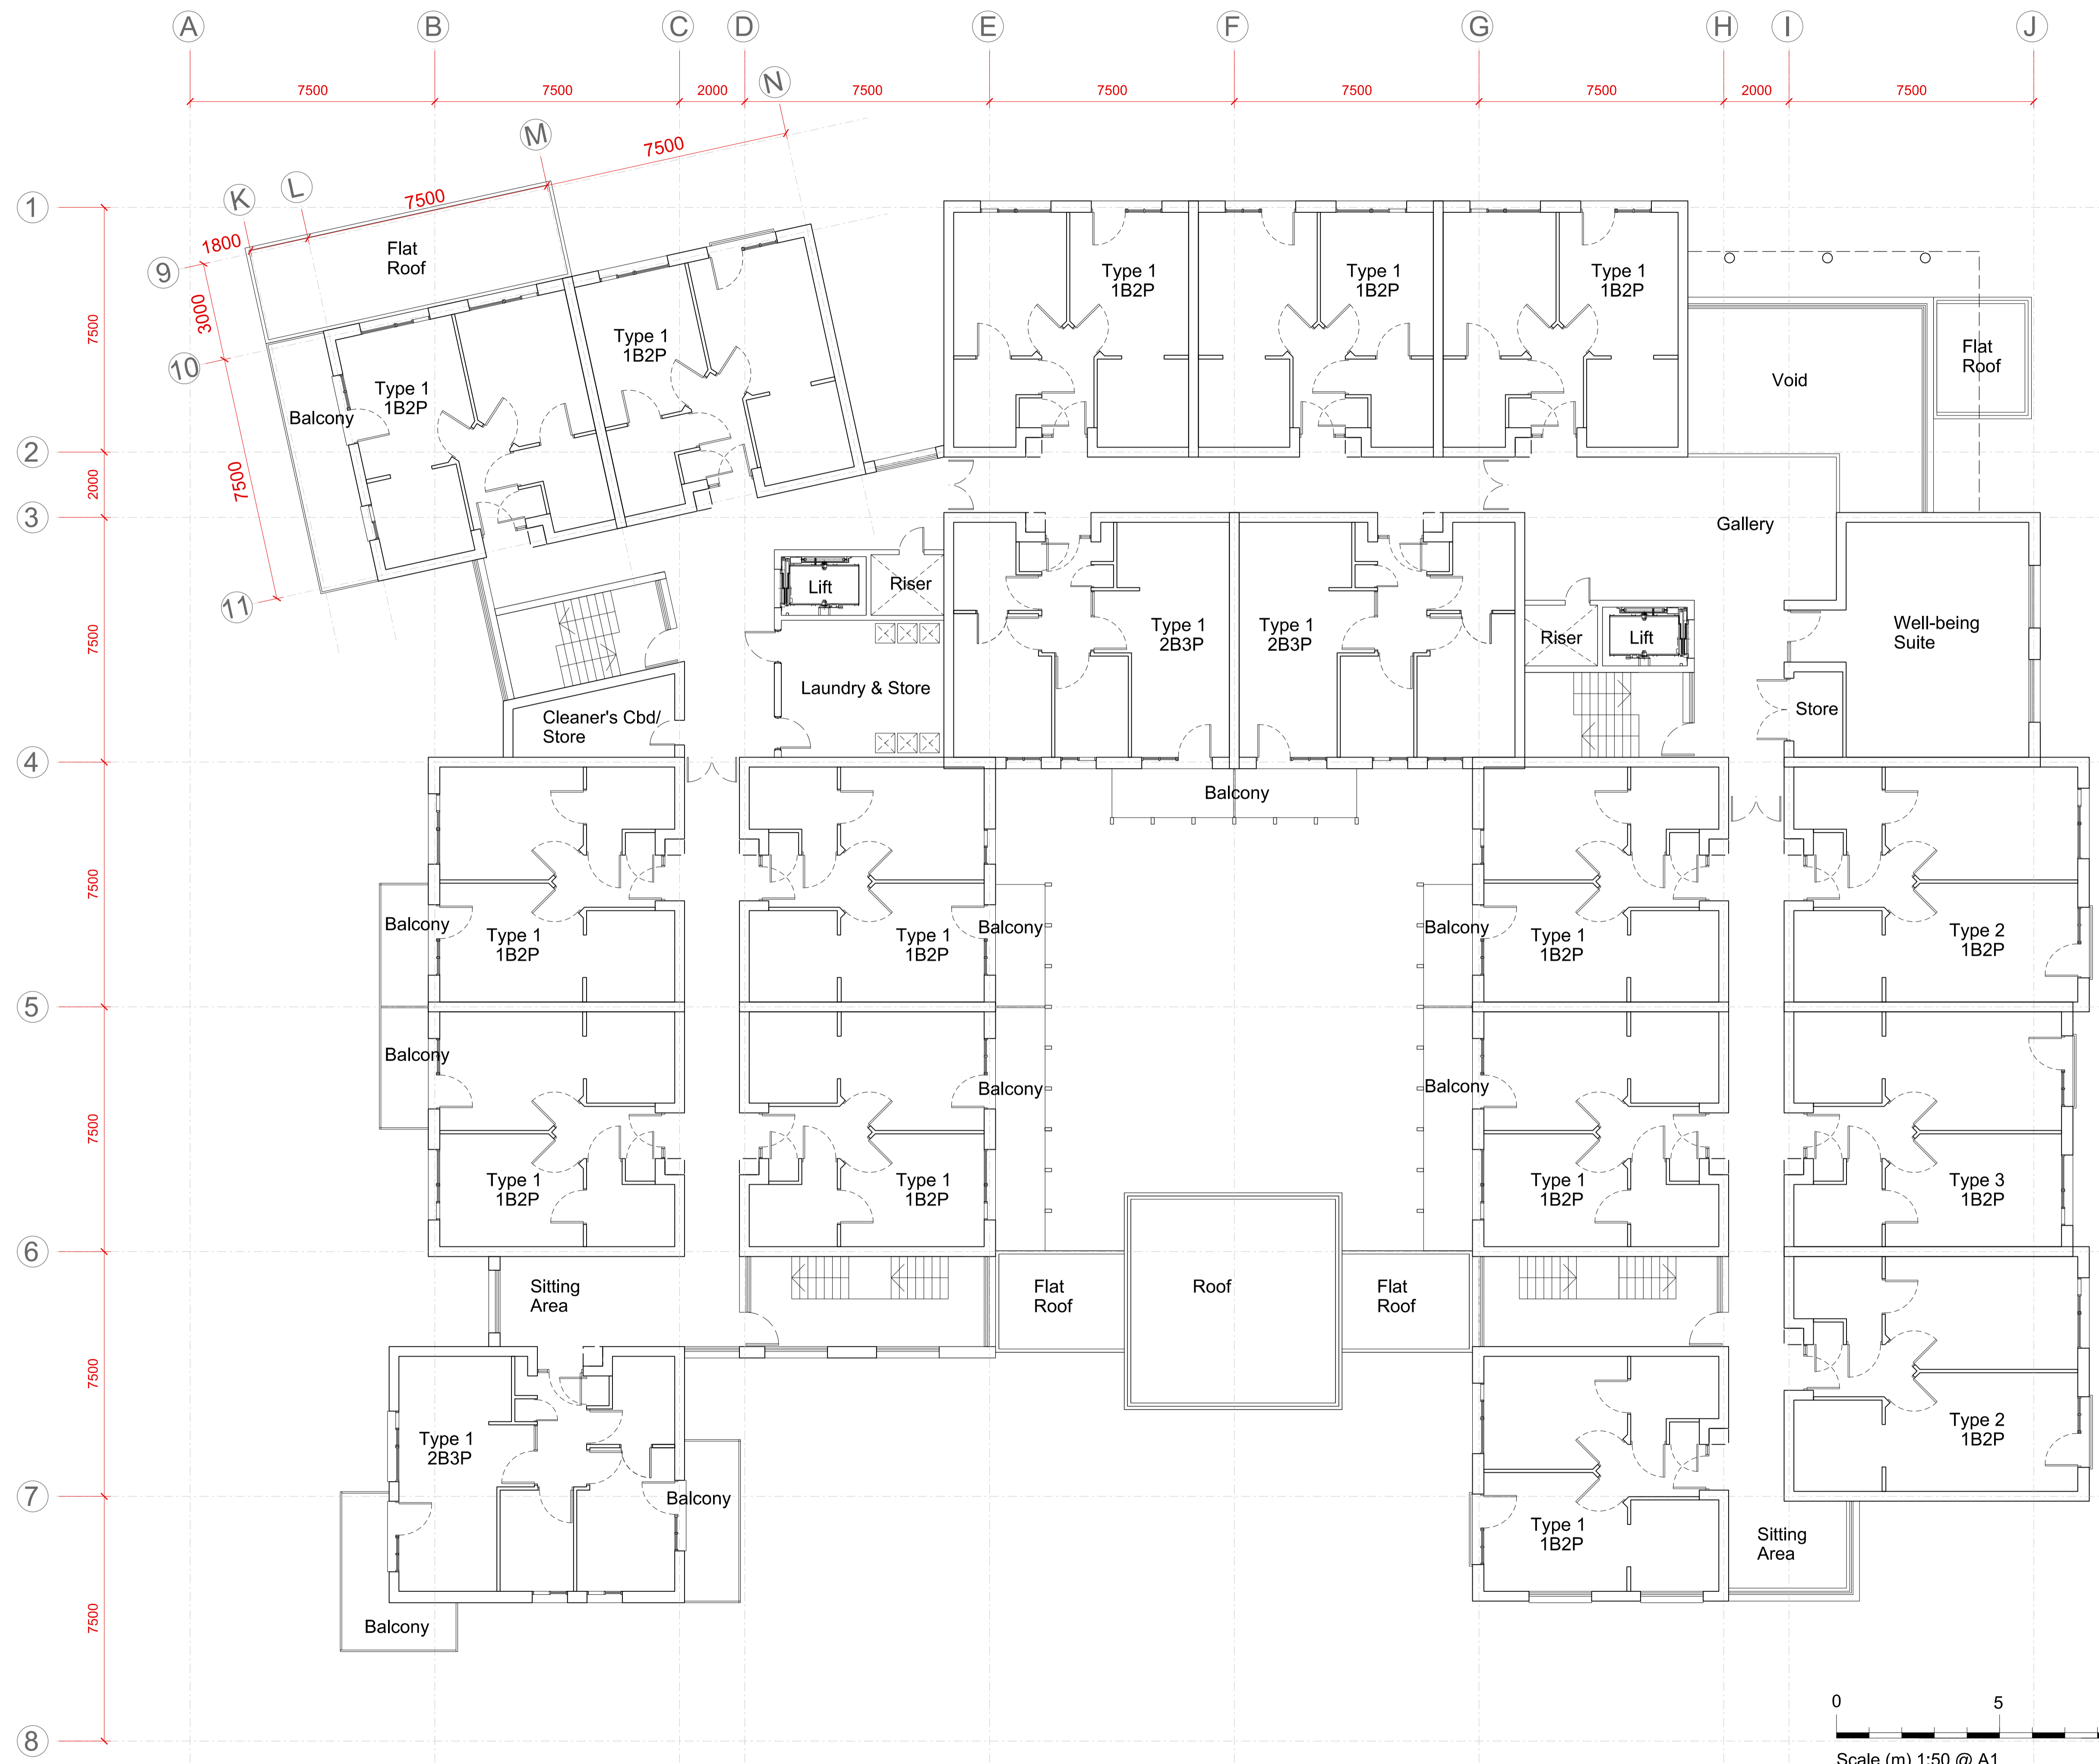 A
B
C
D
E
F
G
H
I
J
7500
7500
2000
7500
7500
7500
7500
2000
7500
N
M
7500
K
L
7500
1800
9
3000
10
7500
11
1
7500
2
2000
3
7500
4
7500
5
7500
6
7500
7
7500
8
Flat
Roof
Type 1
1B2P
Type 1
1B2P
Balcony
Type 1
1B2P
Type 1
1B2P
Type 1
1B2P
Void
Flat
Roof
Gallery
Lift
Riser
Laundry & Store
Cleaner's Cbd/
Store
Type 1
2B3P
Type 1
2B3P
Riser
Lift
Well-being
Suite
Store
Balcony
Balcony
Type 1
1B2P
Type 1
1B2P
Balcony
Balcony
Type 1
1B2P
Type 2
1B2P
Balcony
Balcony
Balcony
Type 1
1B2P
Type 1
1B2P
Type 1
1B2P
Type 3
1B2P
Sitting
Area
Flat
Roof
Roof
Flat
Roof
Type 1
2B3P
Balcony
Balcony
Type 1
1B2P
Type 2
1B2P
Sitting
Area
0
5
Scale (m) 1:50 @ A1